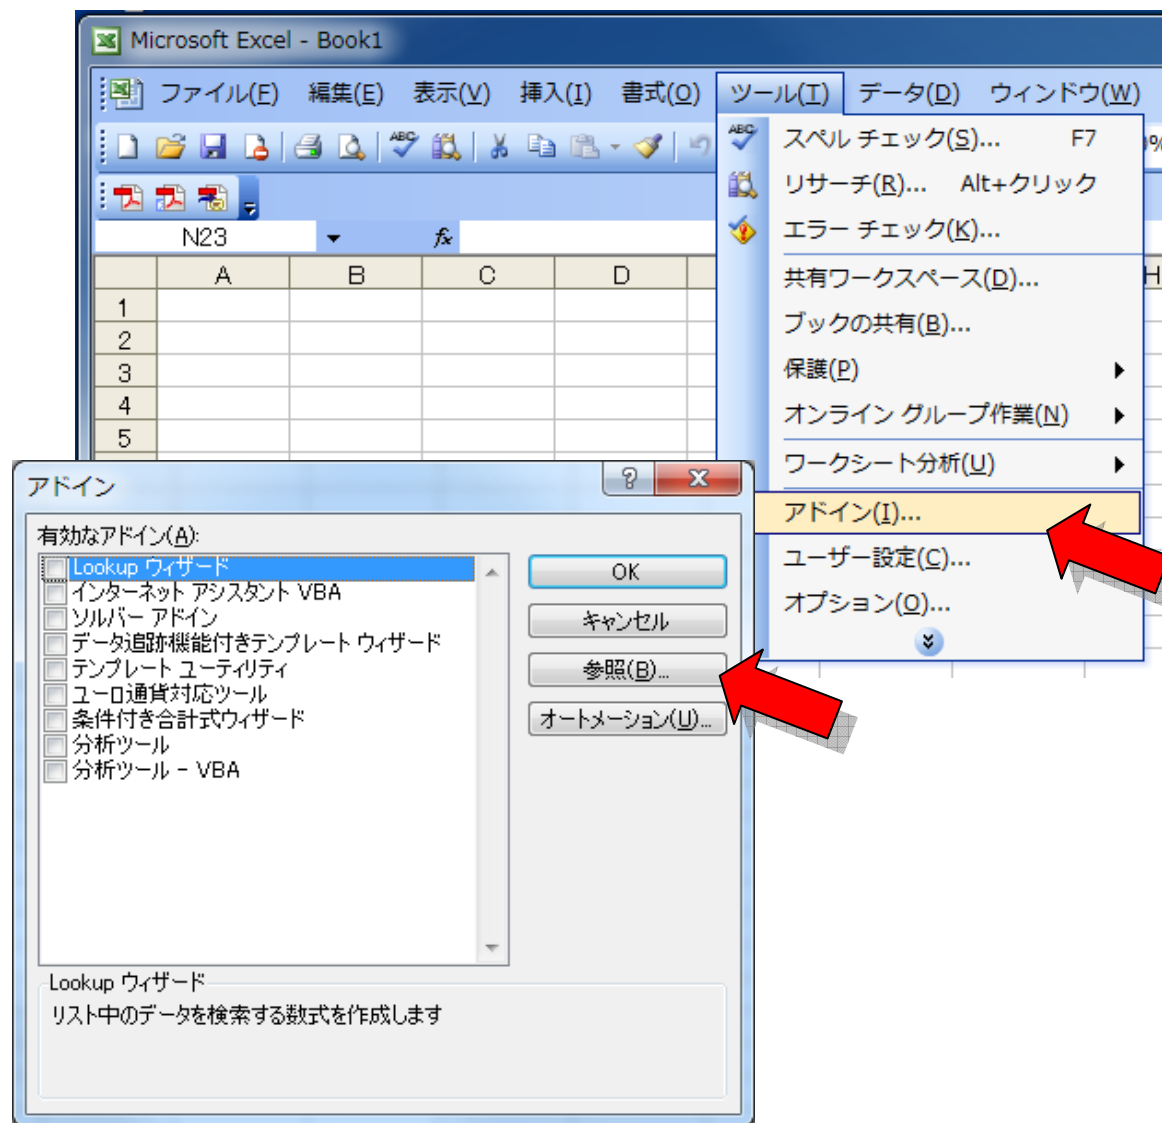 Microsoft Excel - Book1
ファイル(F) 編集(E) 表示(V) 挿入(I) 書式(O) ツール(T) データ(D) ウィンドウ(W)
ABC
ABC スペル チェック(S)... F7
リサーチ(R)... Alt+クリック
N23 fx
エラー チェック(K)...
A B C D H
共有ワークスペース(D)...
1
ブックの共有(B)...
2
3
保護(P)
4
オンライン グループ作業(N)
5
ワークシート分析(U)
アドイン(I)...
ユーザー設定(C)...
オプション(O)...
アドイン
有効なアドイン(A):
Lookup ウィザード
インターネット アシスタント VBA
ソルバー アドイン
データ追跡機能付きテンプレート ウィザード
テンプレート ユーティリティ
ユーロ通貨対応ツール
条件付き合計式ウィザード
分析ツール
分析ツール - VBA
OK
キャンセル
参照(B)...
オートメーション(U)...
Lookup ウィザード
リスト中のデータを検索する数式を作成します